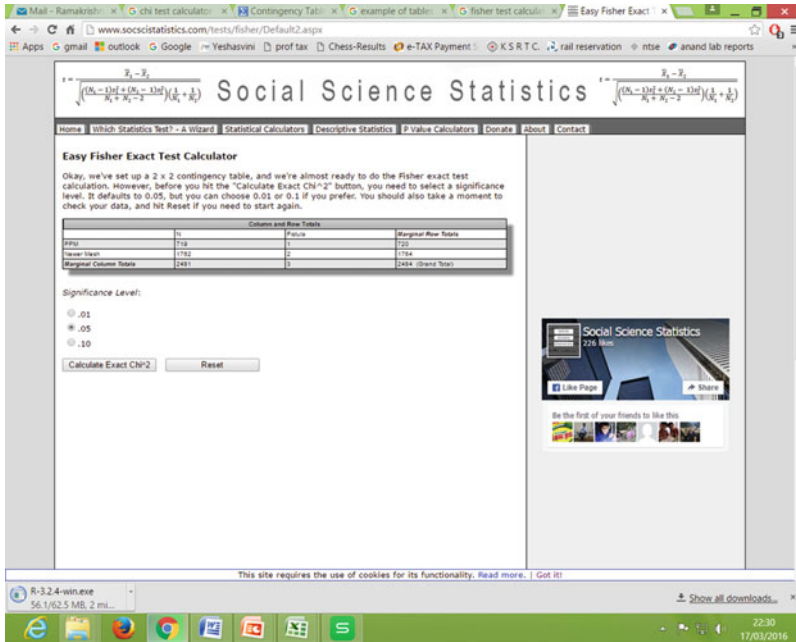 Mail - Ramakrish
chi test calculator
Contingency Tabl
example of tables
fisher test calcula
Easy Fisher Exact T
www.socscistatistics.com/tests/fisher/Default2.aspx
Apps gmail outlook Google Yeshasvini prof tax Chess-Results e-TAX Payment S K S R T C. rail reservation ntse anand lab reports
Social Science Statistics
Home Which Statistics Test? - A Wizard Statistical Calculators Descriptive Statistics P Value Calculators Donate About Contact
Easy Fisher Exact Test Calculator
Okay, we've set up a 2 x 2 contingency table, and we're almost ready to do the Fisher exact test
calculation. However, before you hit the "Calculate Exact Chi^2" button, you need to select a significance
level. It defaults to 0.05, but you can choose 0.01 or 0.1 if you prefer. You should also take a moment to
check your data, and hit Reset if you need to start again.
Column and Row Totals
N Fistula Marginal Row Totals
PPM 719 1 720
Newer Mesh 1762 2 1764
Marginal Column Totals 2481 3 2484 (Grand Total)
Significance Level:
.01
.05
.10
Calculate Exact Chi^2 Reset
Social Science Statistics
226 likes
Like Page Share
Be the first of your friends to like this
This site requires the use of cookies for its functionality. Read more. | Got it!
R-3.2.4-win.exe
56.1/62.5 MB, 2 mi...
Show all downloads...
22:30
17/03/2016